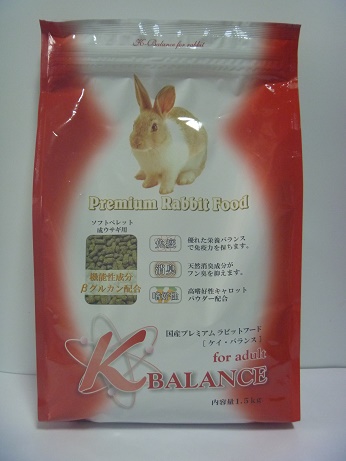 K-Balance for rabbit
Premium Rabbit Food
ソフトペレット
成ウサギ用
機能性成分
βグルカン配合
免疫
優れた栄養バランス
で免疫力を保ちます。
消臭
天然消臭成分が
フン臭を抑えます。
嗜好性
高嗜好性キャロット
パウダー配合
国産プレミアム ラビットフード
[ケイ・バランス]
for adult
K BALANCE
内容量1.5kg